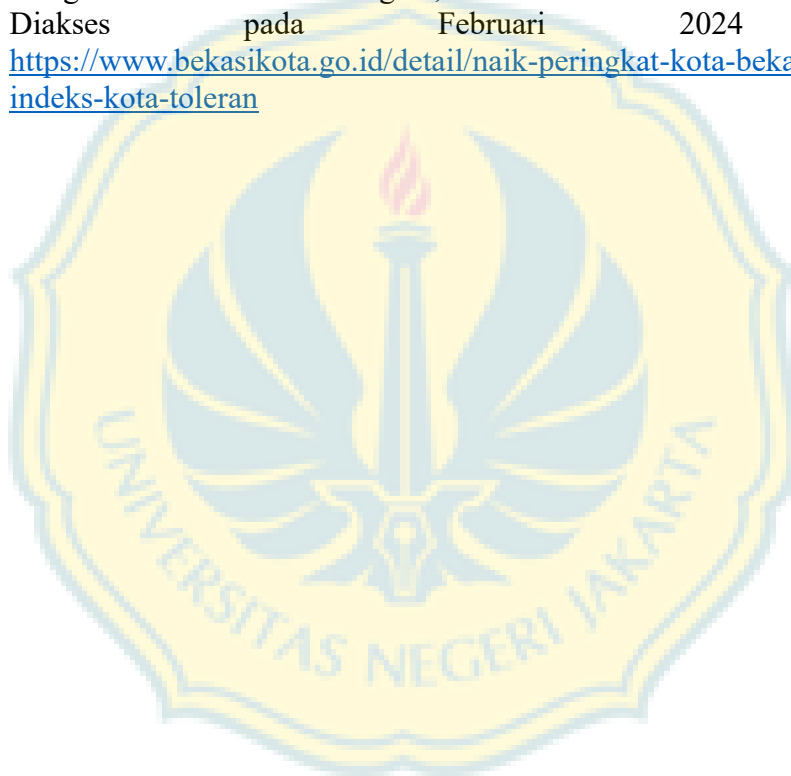 Diakses pada Februari 2024
https://www.bekasikota.go.id/detail/naik-peringkat-kota-beka
indeks-kota-toleran
UNIVERSITAS NEGERI JAKARTA